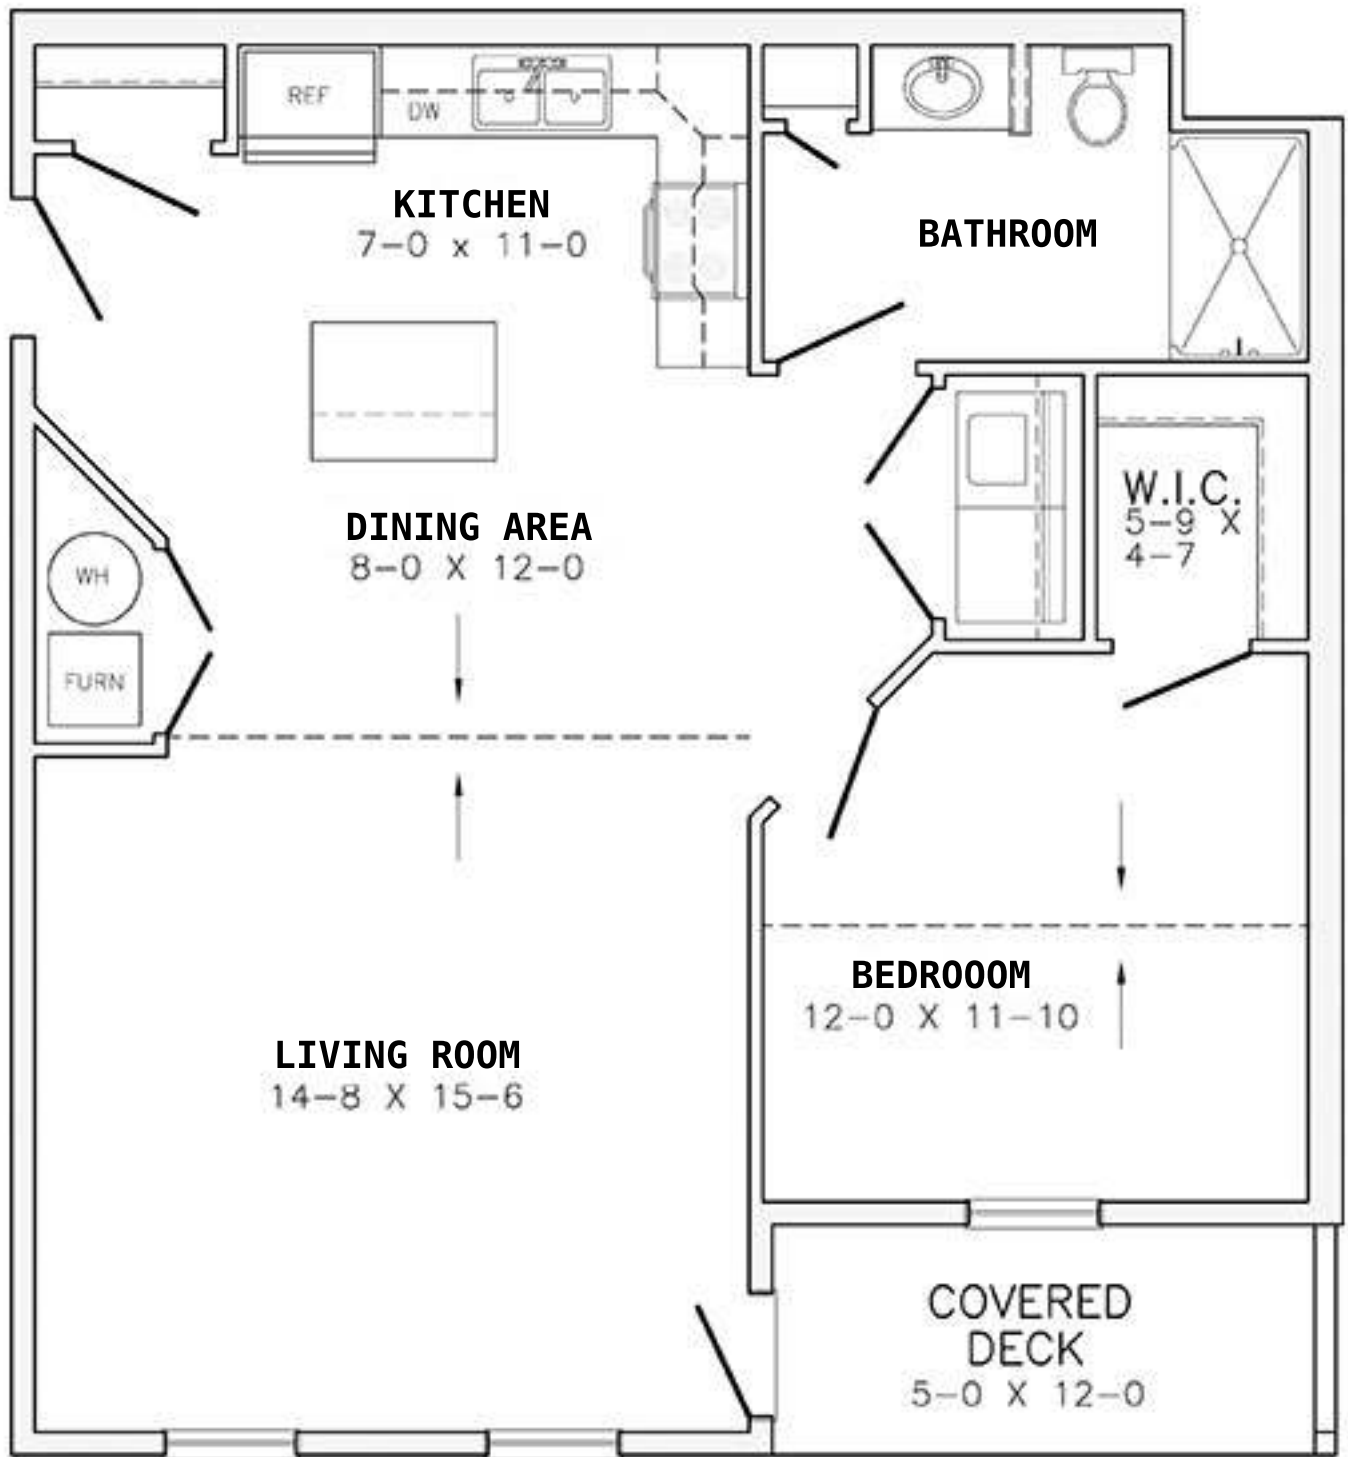 REF
DW
KITCHEN
7-0 x 11-0
BATHROOM
W.I.C.
5-9 X
4-7
DINING AREA
8-0 X 12-0
WH
FURN
BEDROOOM
12-0 X 11-10
LIVING ROOM
14-8 X 15-6
COVERED
DECK
5-0 X 12-0